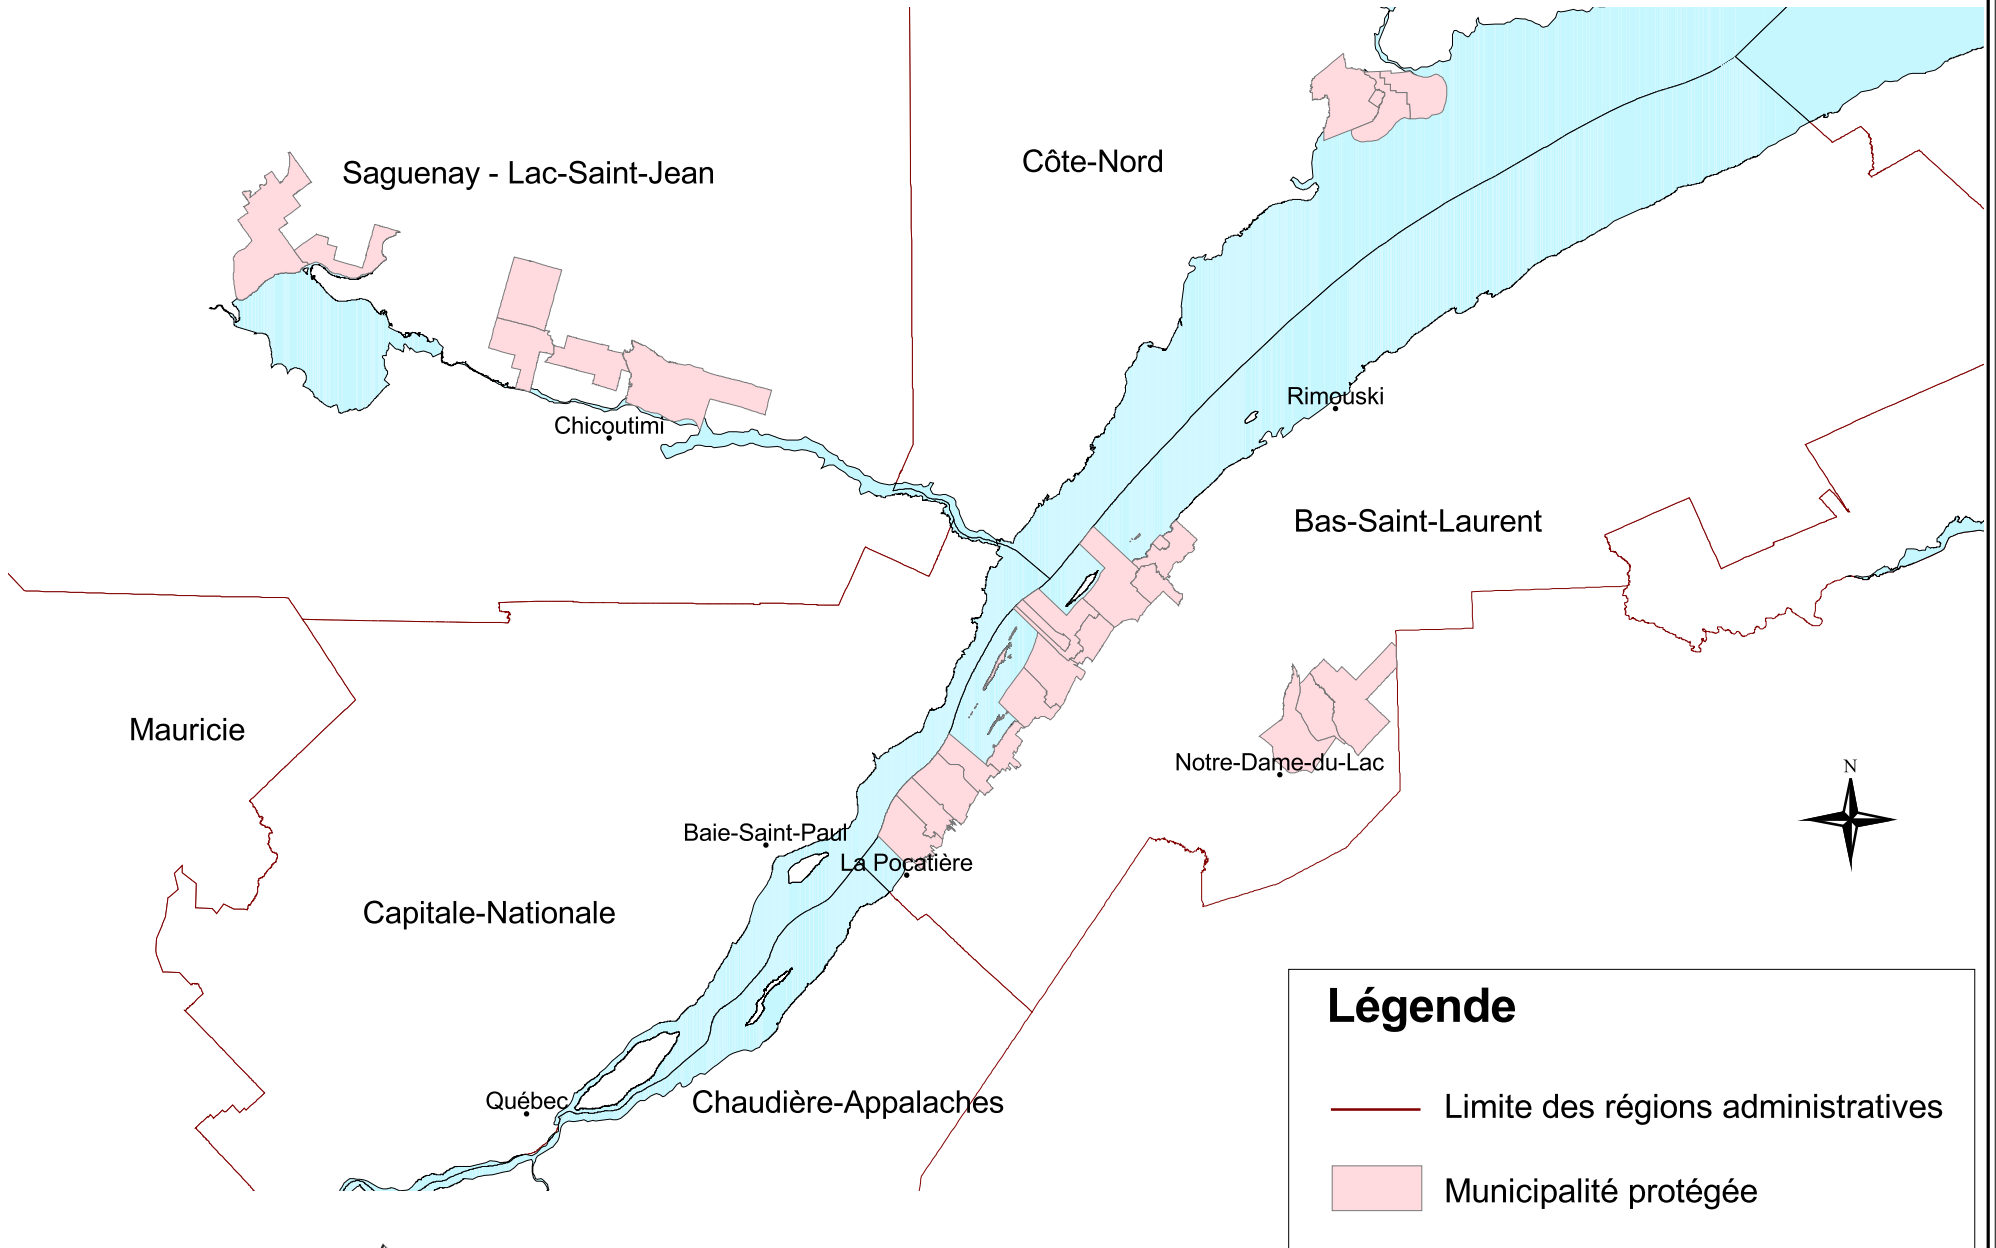 Côte-Nord
Saguenay - Lac-Saint-Jean
Rimouski
Chicoutimi
Bas-Saint-Laurent
Mauricie
Notre-Dame-du-Lac
N
Baie-Saint-Paul
La Pocatière
Capitale-Nationale
Québec
Chaudière-Appalaches
Légende
Limite des régions administratives
Municipalité protégée